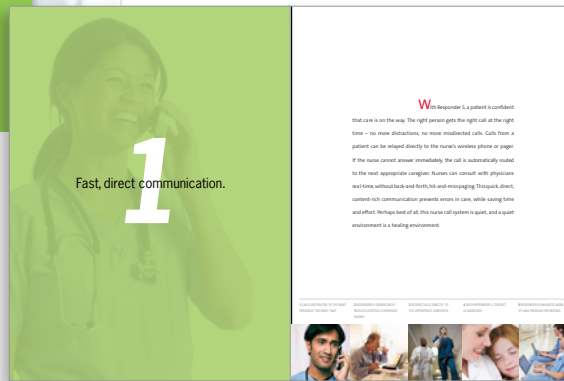 1
Fast, direct communication.
With Responder 5, a patient is confident
that care is on the way. The right person gets the right call at the right
time – no more distractions, no more misdirected calls. Calls from a
patient can be relayed directly to the nurse's wireless phone or pager.
If the nurse cannot answer immediately, the call is automatically routed
to the next appropriate caregiver. Nurses can consult with physicians
real-time, without back-and-forth, hit-and-miss paging. This quick, direct,
content-rich communication prevents errors in care, while saving time
and effort. Perhaps best of all, this nurse call system is quiet, and a quiet
environment is a healing environment.